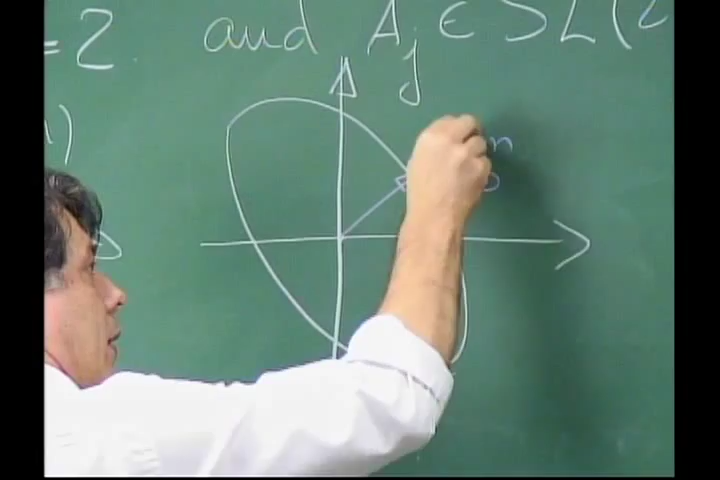 = 2
and A_j ∈ SL(2
)
n